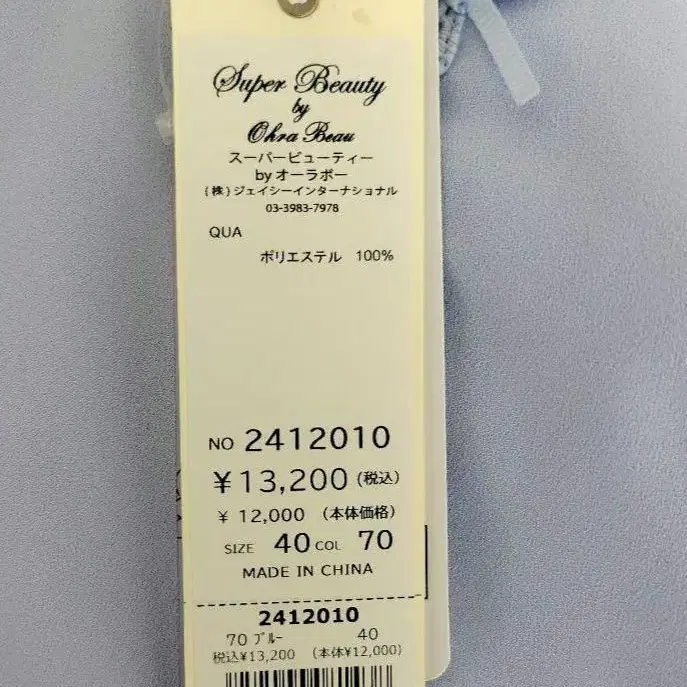 Super Beauty
by
Ohra Beau
スーパービューティー
by オーラボー
(株)ジェイシーインターナショナル
03-3983-7978
QUA
ポリエステル 100%
NO 2412010
¥13,200(税込)
¥ 12,000 (本体価格)
SIZE 40 COL 70
MADE IN CHINA
2412010
70 ブルー 40
税込¥13,200 (本体¥12,000)